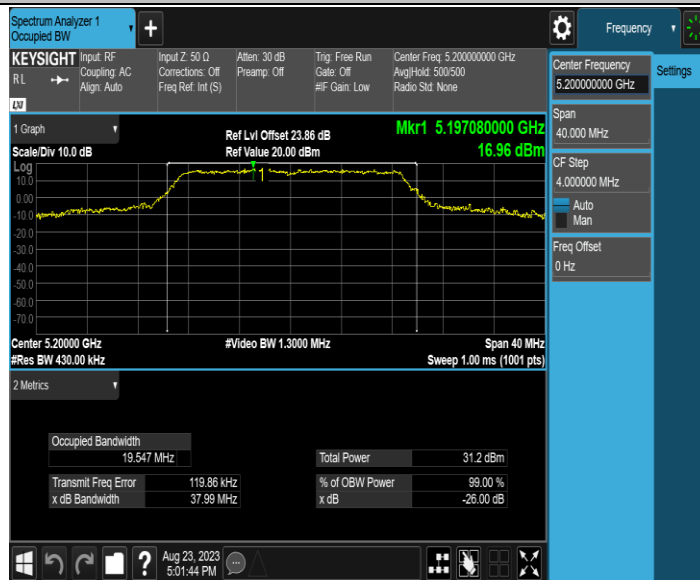 Spectrum Analyzer 1
Occupied BW
+
Frequency
KEYSIGHT
R L
LXI
Input: RF
Coupling: AC
Align: Auto
Input Z: 50 Ω
Corrections: Off
Freq Ref: Int (S)
Atten: 30 dB
Preamp: Off
Trig: Free Run
Gate: Off
#IF Gain: Low
Center Freq: 5.200000000 GHz
Avg|Hold: 500/500
Radio Std: None
Center Frequency
5.200000000 GHz
Settings
Span
40.000 MHz
CF Step
4.000000 MHz
Auto
Man
Freq Offset
0 Hz
1 Graph
Scale/Div 10.0 dB
Ref Lvl Offset 23.86 dB
Ref Value 20.00 dBm
Mkr1 5.197080000 GHz
16.96 dBm
Log
10.0
0.00
-10.0
-20.0
-30.0
-40.0
-50.0
-60.0
-70.0
1
Center 5.20000 GHz
#Video BW 1.3000 MHz
Span 40 MHz
#Res BW 430.00 kHz
Sweep 1.00 ms (1001 pts)
2 Metrics
Occupied Bandwidth
19.547 MHz
Total Power 31.2 dBm
Transmit Freq Error 119.86 kHz
% of OBW Power 99.00 %
x dB Bandwidth 37.99 MHz
x dB -26.00 dB
?
Aug 23, 2023
5:01:44 PM